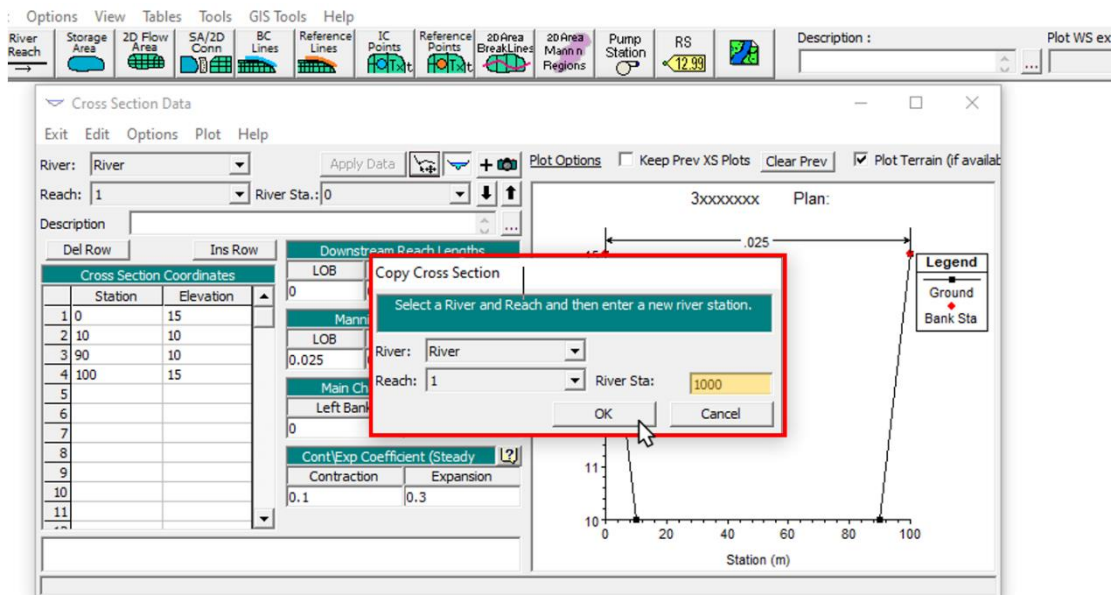 : Options View Tables Tools GIS Tools Help
River Reach
Storage Area
2D Flow Area
SA/2D Conn
BC Lines
Reference Lines
IC Points
Reference Points
2D Area BreakLines
2D Area Mann n Regions
Pump Station
RS
12.99
Description :
Plot WS ex
...
Cross Section Data
Exit Edit Options Plot Help
River: River
Apply Data
Plot Options Keep Prev XS Plots Clear Prev Plot Terrain (if availab
Reach: 1 River Sta.: 0
Description ...
Del Row Ins Row
Cross Section Coordinates
Station Elevation
1 0 15
2 10 10
3 90 10
4 100 15
5
6
7
8
9
10
11
Downstream Reach Lengths
LOB
0
Mann
LOB
0.025
Main Ch
Left Bank
0
Cont\Exp Coefficient (Steady
Contraction Expansion
0.1 0.3
Copy Cross Section
Select a River and Reach and then enter a new river station.
River: River
Reach: 1 River Sta: 1000
OK Cancel
3xxxxxxx Plan:
.025
11
10
0 20 40 60 80 100
Station (m)
Legend
Ground
Bank Sta